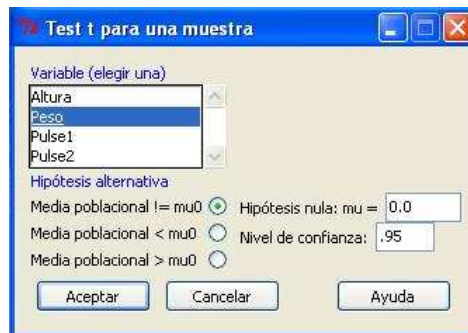 Test t para una muestra
Variable (elegir una)
Altura
Peso
Pulse1
Pulse2
Hipótesis alternativa
Media poblacional != mu0
Hipótesis nula: mu = 0.0
Media poblacional < mu0
Nivel de confianza: .95
Media poblacional > mu0
Aceptar Cancelar Ayuda